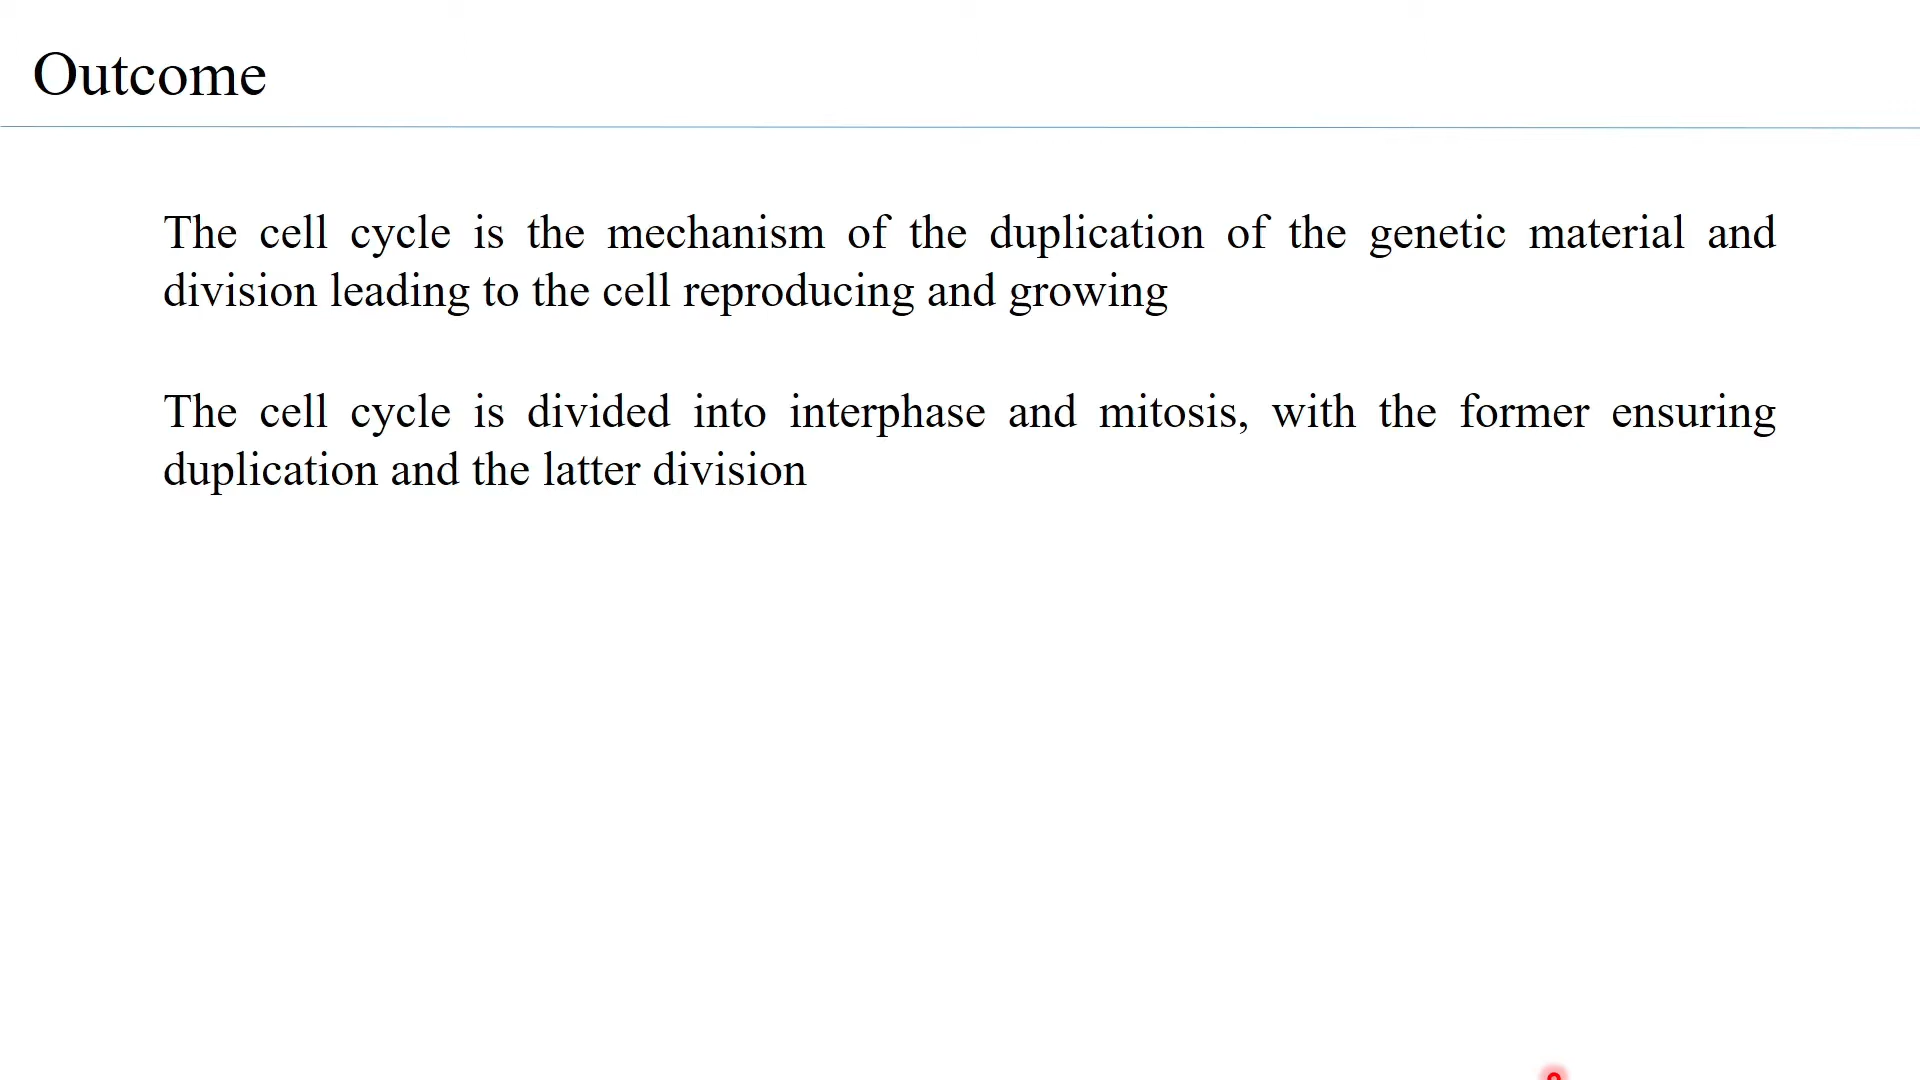 Outcome
The cell cycle is the mechanism of the duplication of the genetic material and
division leading to the cell reproducing and growing
The cell cycle is divided into interphase and mitosis, with the former ensuring
duplication and the latter division